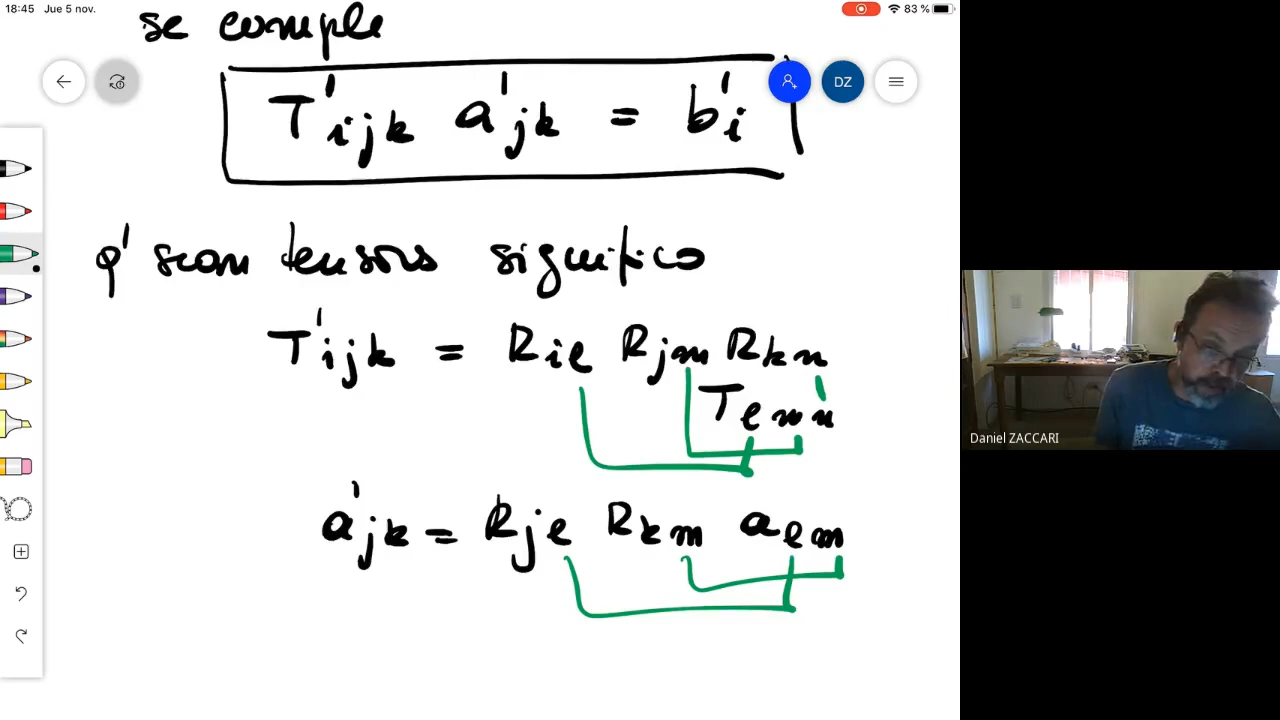 18:45 Jue 5 nov.
83 %
se cumple
T'ijk a'jk = b'i
DZ
q' sean tensors significa
T'ijk = Ril Rjm Rkn
Tlmn
a'jk = Rjl Rkm alm
Daniel ZACCARI